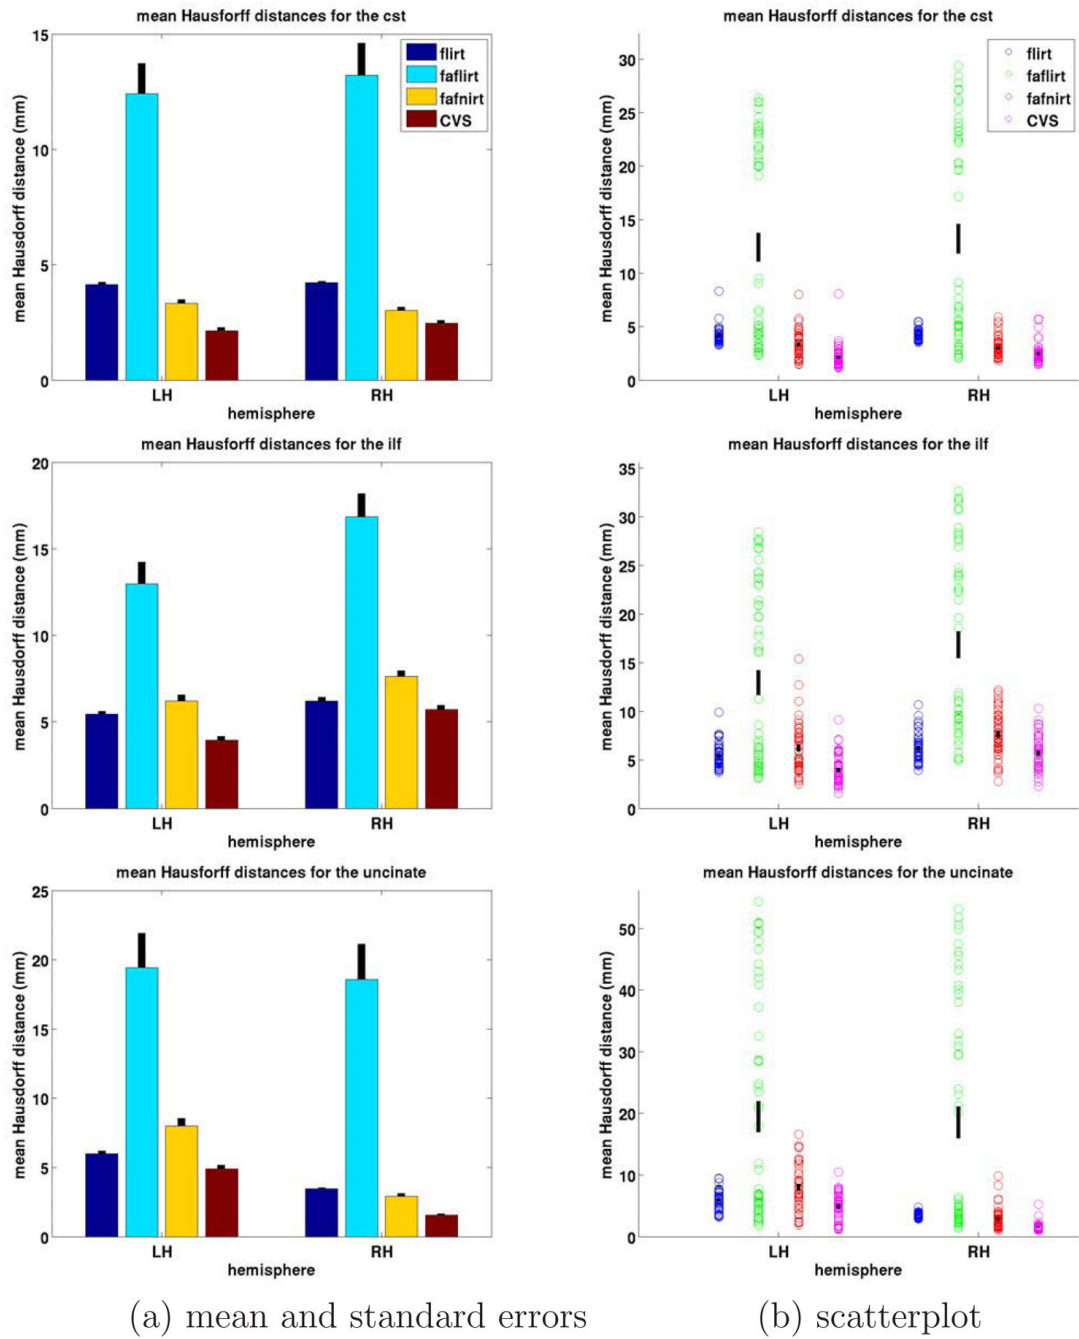 mean Hausforff distances for the cst
mean Hausdorff distance (mm)
15
10
5
0
flirt
faflirt
fafnirt
CVS
LH
RH
hemisphere
mean Hausforff distances for the cst
mean Hausdorff distance (mm)
30
25
20
15
10
5
0
flirt
faflirt
fafnirt
CVS
LH
RH
hemisphere
mean Hausforff distances for the ilf
mean Hausdorff distance (mm)
20
15
10
5
0
LH
RH
hemisphere
mean Hausforff distances for the ilf
mean Hausdorff distance (mm)
35
30
25
20
15
10
5
0
LH
RH
hemisphere
mean Hausforff distances for the uncinate
mean Hausdorff distance (mm)
25
20
15
10
5
0
LH
RH
hemisphere
mean Hausforff distances for the uncinate
mean Hausdorff distance (mm)
50
40
30
20
10
0
LH
RH
hemisphere
(a) mean and standard errors
(b) scatterplot